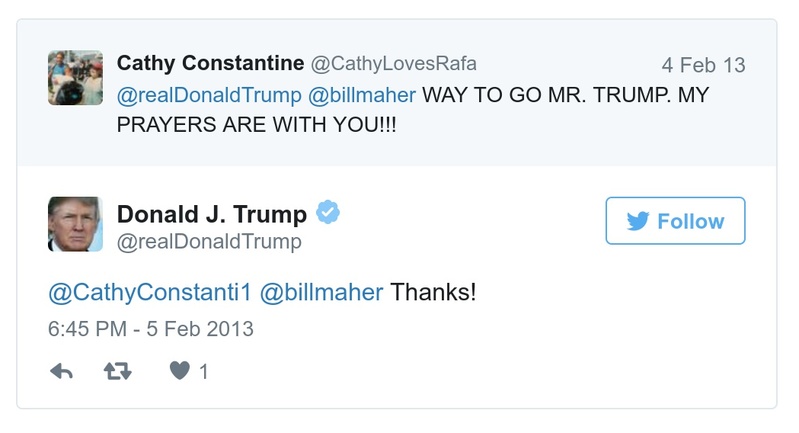 Cathy Constantine @CathyLovesRafa 4 Feb 13
@realDonaldTrump @billmaher WAY TO GO MR. TRUMP. MY
PRAYERS ARE WITH YOU!!!
Donald J. Trump
@realDonaldTrump
Follow
@CathyConstanti1 @billmaher Thanks!
6:45 PM - 5 Feb 2013
1